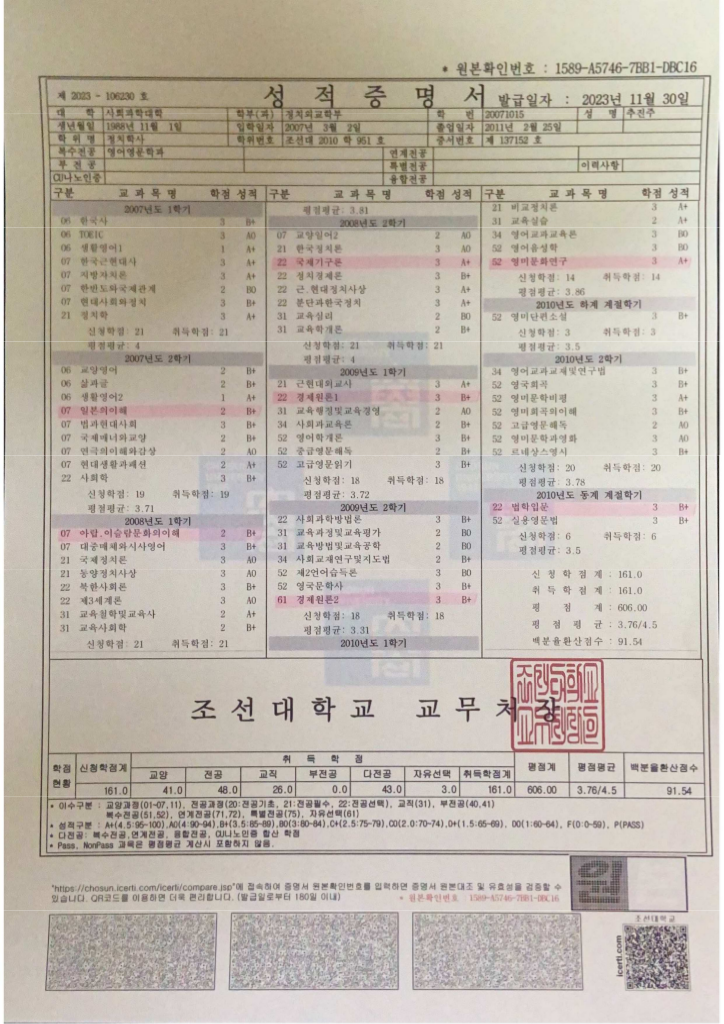 * 원본확인번호 : 1589-A5746-7BB1-DBC16
제 2023 - 106230 호
성 적 증 명 서
발급일자 : 2023년 11월 30일
대 학 사회과학대학 학부(과) 정치외교학부 학 번 20071015 성 명 추진주
생년월일 1988년 11월 1일 입학일자 2007년 3월 2일 졸업일자 2011년 2월 25일
학 위 명 정치학사 학위번호 조선대 2010 학 951 호 증서번호 제 137152 호
복수전공 영어영문학과 연계전공
부 전 공 특별전공 이력사항
CU나노인증 융합전공
구분 교 과 목 명 학점 성적
2007년도 1학기
06 한국사 3 B+
06 TOEIC 3 A0
06 생활영어1 1 A+
07 한국근현대사 3 A+
07 지방자치론 3 A+
07 한반도와국제관계 2 B0
07 현대사회와정치 3 B+
21 정치학 3 A+
신청학점: 21 취득학점: 21
평점평균: 4
2007년도 2학기
06 교양영어 2 B+
06 삶과글 2 B+
06 생활영어2 1 A+
07 일본의이해 2 B+
07 법과현대사회 3 B+
07 국제매너와교양 2 B+
07 연극의이해와감상 2 A0
07 현대생활과패션 2 A+
22 사회학 3 B+
신청학점: 19 취득학점: 19
평점평균: 3.71
2008년도 1학기
07 아랍.이슬람문화의이해 2 B+
07 대중매체와시사영어 3 B+
21 국제정치론 3 A0
21 동양정치사상 3 A0
22 북한사회론 3 B+
22 제3세계론 3 A0
31 교육철학및교육사 2 A+
31 교육사회학 2 B+
신청학점: 21 취득학점: 21
구분 교 과 목 명 학점 성적
평점평균: 3.81
2008년도 2학기
07 교양일어2 2 A0
21 한국정치론 3 A0
22 국제기구론 3 A+
22 정치경제론 3 B+
22 근.현대정치사상 3 A+
22 분단과한국정치 3 A+
31 교육심리 2 B0
31 교육학개론 2 B+
신청학점: 21 취득학점: 21
평점평균: 4
2009년도 1학기
21 근현대외교사 3 A+
22 경제원론1 3 B+
31 교육행정및교육경영 2 A0
34 사회과교육론 2 B+
52 영어학개론 3 B+
52 중급영문해독 2 B+
52 고급영문읽기 3 B+
신청학점: 18 취득학점: 18
평점평균: 3.72
2009년도 2학기
22 사회과학방법론 3 B+
31 교육과정및교육평가 2 B0
31 교육방법및교육공학 2 B0
34 사회교재연구및지도법 2 B+
52 제2언어습득론 3 B0
52 영국문학사 3 B+
61 경제원론2 3 B+
신청학점: 18 취득학점: 18
평점평균: 3.31
2010년도 1학기
구분 교 과 목 명 학점 성적
21 비교정치론 3 A+
31 교육실습 2 A+
34 영어교과교육론 3 B0
52 영어음성학 3 B0
52 영미문화연구 3 A+
신청학점 : 14 취득학점 : 14
평점평균: 3.86
2010년도 하계 계절학기
52 영미단편소설 3 B+
신청학점 : 3 취득학점 : 3
평점평균: 3.5
2010년도 2학기
34 영어교과교재및연구법 3 B+
52 영국희곡 3 B+
52 영미문학비평 3 A+
52 영미희곡의이해 3 B+
52 고급영문해독 2 A0
52 영미문학과영화 3 A0
52 르네상스영시 3 B+
신청학점: 20 취득학점: 20
평점평균: 3.78
2010년도 동계 계절학기
22 법학입문 3 B+
52 실용영문법 3 B+
신청학점: 6 취득학점: 6
평점평균: 3.5
신 청 학 점 계 : 161.0
취 득 학 점 계 : 161.0
평 점 계 : 606.00
평 점 평 균 : 3.76/4.5
백분율환산점수 : 91.54
조 선 대 학 교 교 무 처 장
학점현황 신청학점계 취 득 학 점 평점계 평점평균 백분율환산점수
교양 전공 교직 부전공 다전공 자유선택 취득학점계
161.0 41.0 48.0 26.0 0.0 43.0 3.0 161.0 606.00 3.76/4.5 91.54
* 이수구분 : 교양과정(01-07,11), 전공과정(20:전공기초, 21:전공필수, 22:전공선택), 교직(31), 부전공(40,41)
복수전공(51,52), 연계전공(71,72), 특별전공(75), 자유선택(61)
* 성적구분 : A+(4.5:95-100),A0(4:90-94),B+(3.5:85-89),B0(3:80-84),C+(2.5:75-79),C0(2.0:70-74),D+(1.5:65-69), D0(1:60-64), F(0:0-59), P(PASS)
* 다전공: 복수전공,연계전공, 융합전공, CU나노인증 합산 학점
* Pass, NonPass 과목은 평점평균 계산시 포함하지 않음.
"https://chosun.icerti.com/icerti/compare.jsp"에 접속하여 증명서 원본확인번호를 입력하면 증명서 원본대조 및 유효성을 검증할 수
있습니다. QR코드를 이용하면 더욱 편리합니다. (발급일로부터 180일 이내) * 원본확인번호 : 1589-A5746-7BB1-DBC16
원
조선대학교
icerti.com